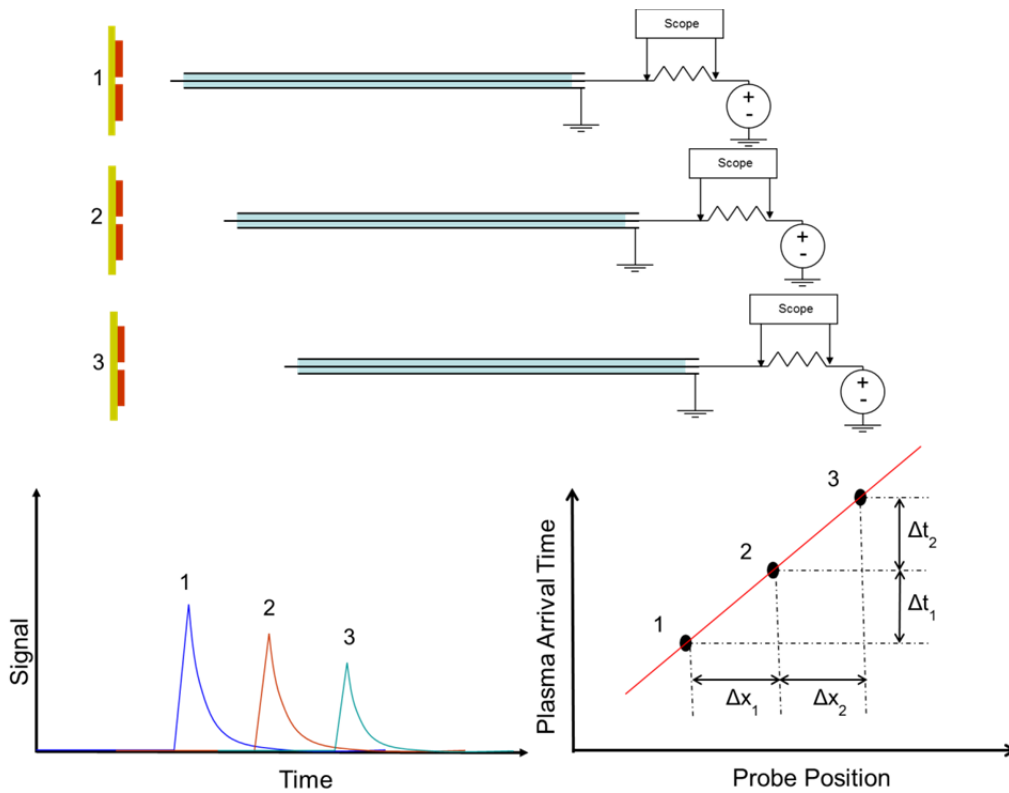 Scope
1
+
-
Scope
2
+
-
Scope
3
+
-
Signal
1
2
3
Time
Plasma Arrival Time
1
2
3
Δt₂
Δt₁
Δx₁
Δx₂
Probe Position